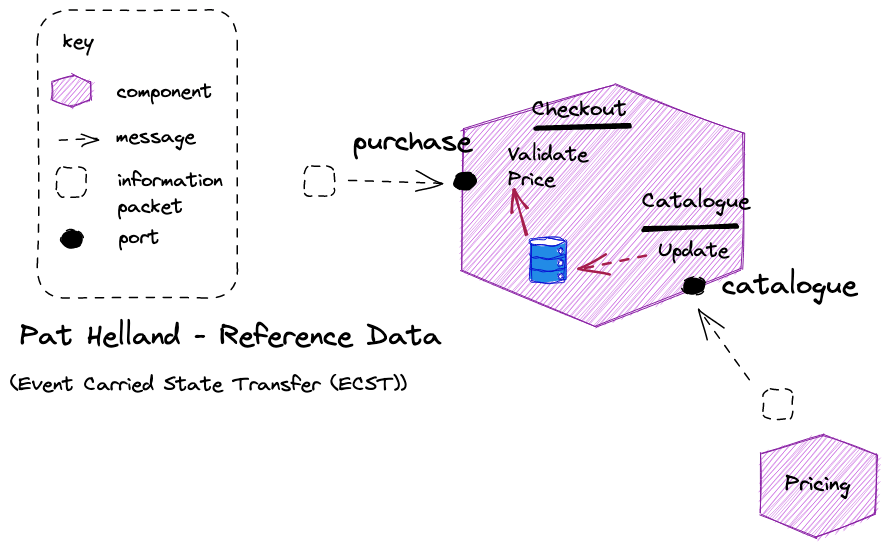 key
component
message
information
packet
port
Pat Helland - Reference Data
(Event Carried State Transfer (ECST))
purchase
Checkout
Validate
Price
Catalogue
Update
catalogue
Pricing